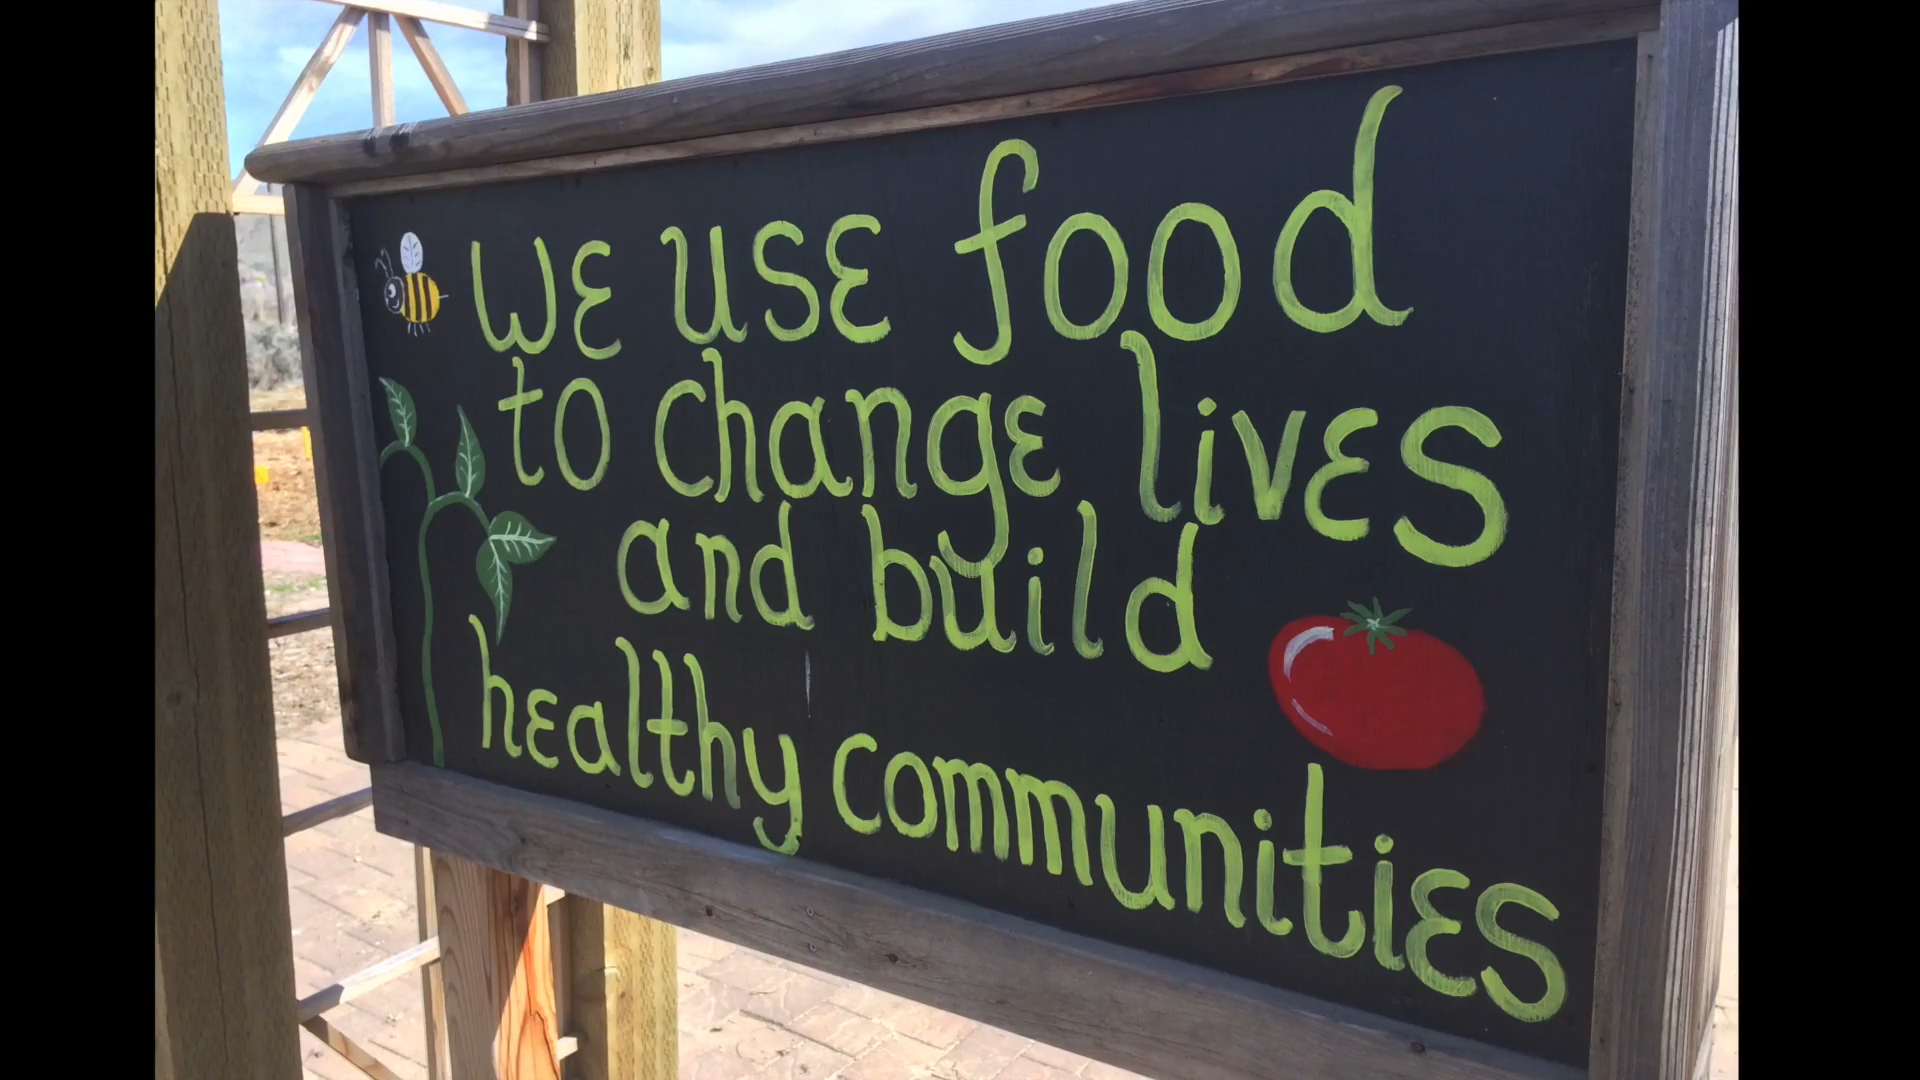 We use food
to change lives
and build
healthy communities